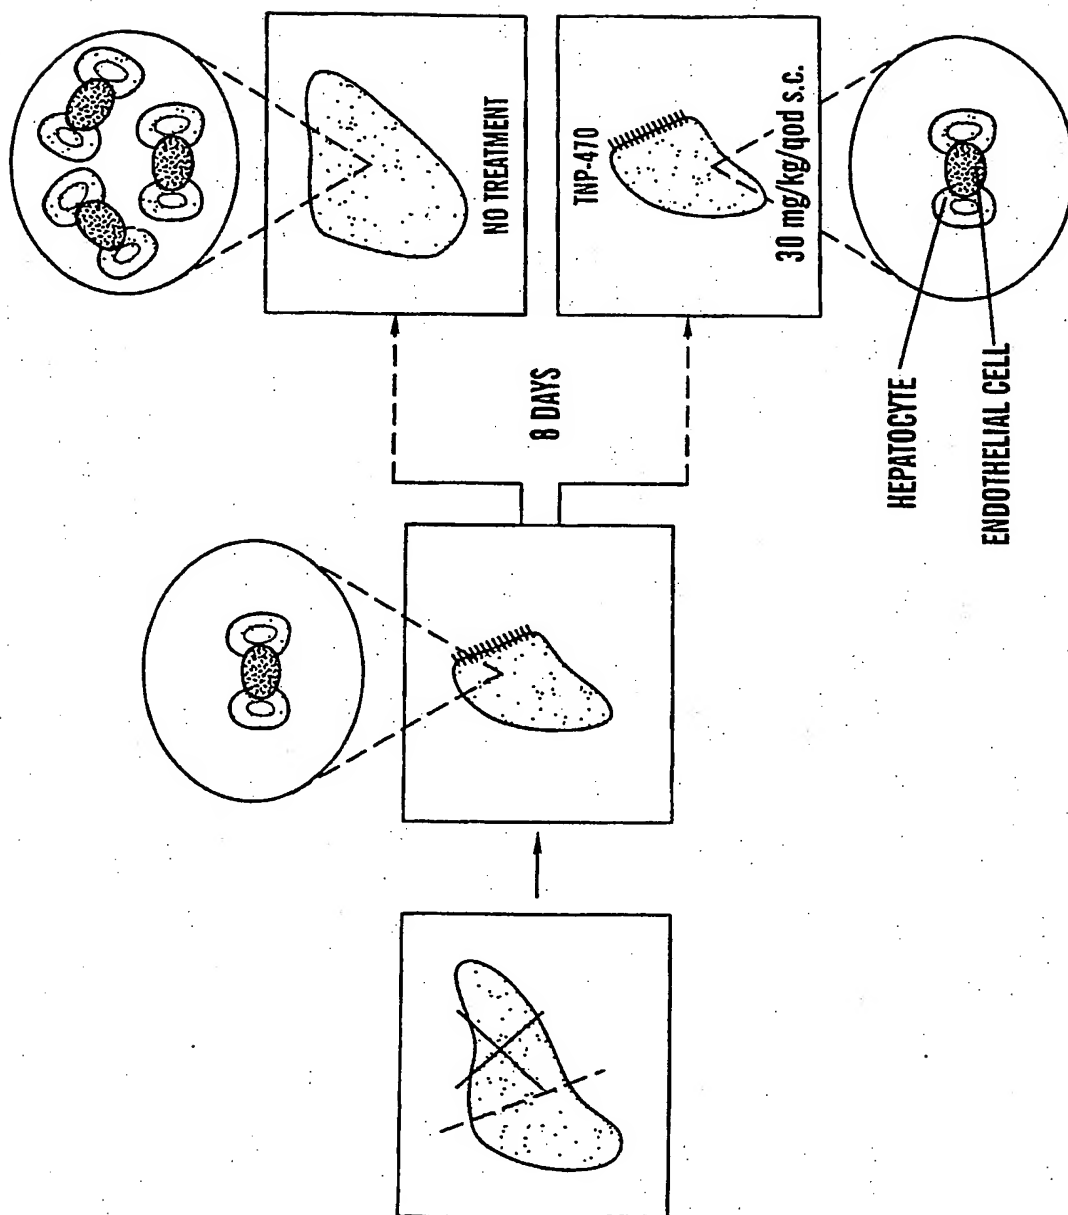 NO TREATMENT
TNP-470
30 mg/kg/qod s.c.
8 DAYS
HEPATOCYTE
ENDOTHELIAL CELL